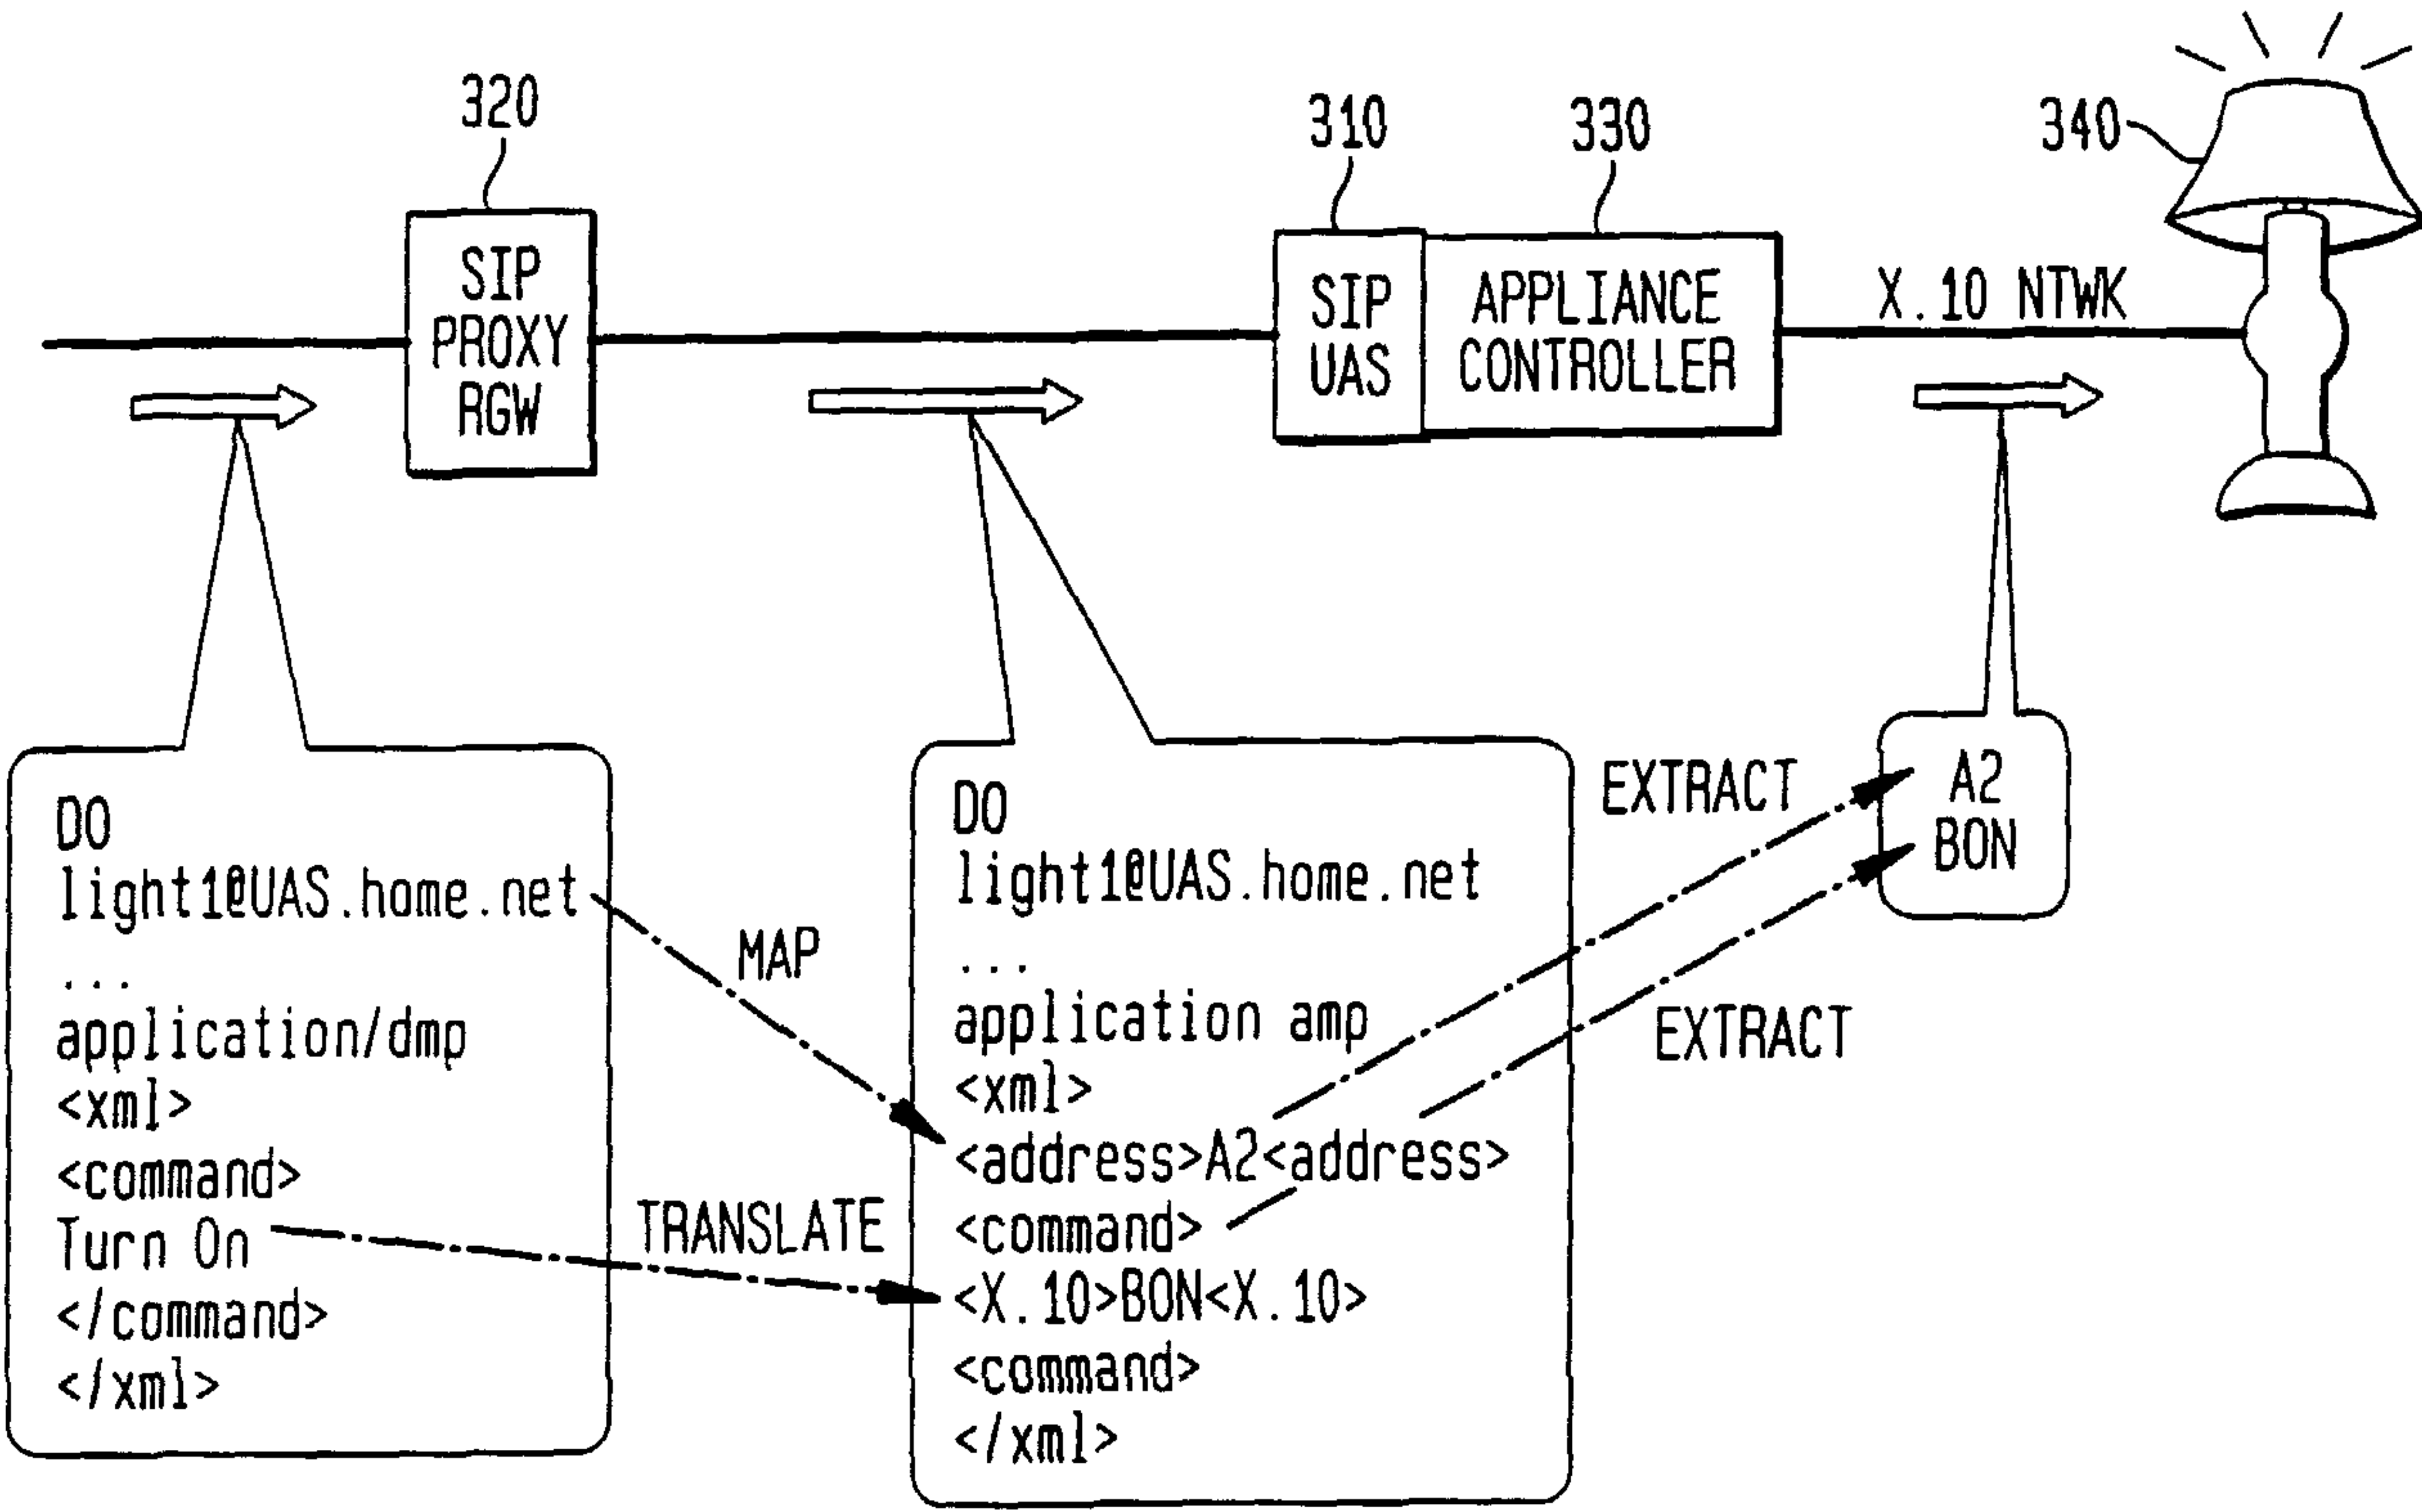 320
310
330
340
SIP
PROXY
RGW
SIP
UAS
APPLIANCE
CONTROLLER
X.10 NTWK
DO
light1@UAS.home.net
...
application/dmp
<xml>
<command>
Turn On
</command>
</xml>
MAP
TRANSLATE
DO
light1@UAS.home.net
...
application amp
<xml>
<address>A2<address>
<command>
<X.10>BON<X.10>
<command>
</xml>
EXTRACT
EXTRACT
A2
BON